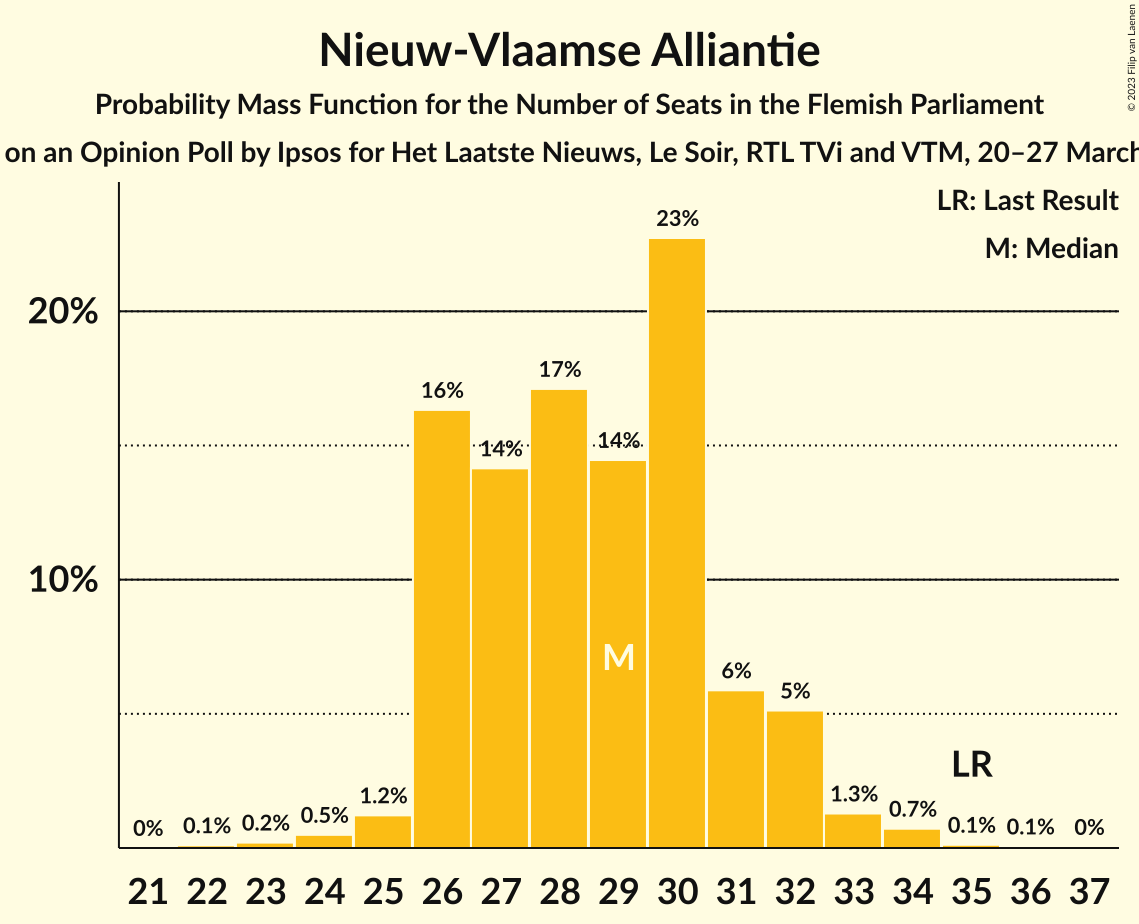 Nieuw-Vlaamse Alliantie
Probability Mass Function for the Number of Seats in the Flemish Parliament
on an Opinion Poll by Ipsos for Het Laatste Nieuws, Le Soir, RTL TVi and VTM, 20–27 March
© 2023 Filip van Laenen
LR: Last Result
M: Median
20%
10%
0% 0.1% 0.2% 0.5% 1.2% 16% 14% 17% 14% 23% 6% 5% 1.3% 0.7% 0.1% 0.1% 0%
M
LR
21 22 23 24 25 26 27 28 29 30 31 32 33 34 35 36 37